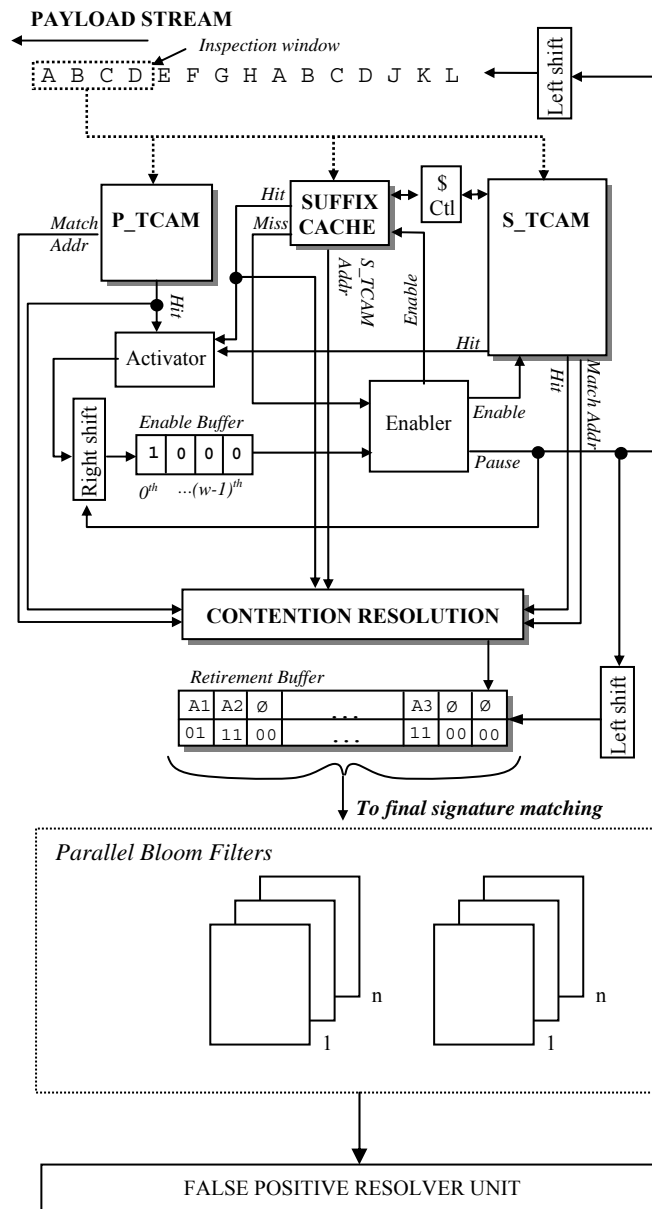 PAYLOAD STREAM
Inspection window
A B C D E F G H A B C D J K L
Left shift
P_TCAM
SUFFIX
CACHE
$
Ctl
S_TCAM
Match
Addr
Hit
Miss
Hit
S_TCAM
Addr
Enable
Hit
Activator
Enabler
Enable
Pause
Hit
Match Addr
Right shift
Enable Buffer
1 0 0 0
0th ...(w-1)th
CONTENTION RESOLUTION
Retirement Buffer
A1 A2 Ø ... A3 Ø Ø
01 11 00 ... 11 00 00
Left shift
To final signature matching
Parallel Bloom Filters
n
1
n
1
FALSE POSITIVE RESOLVER UNIT